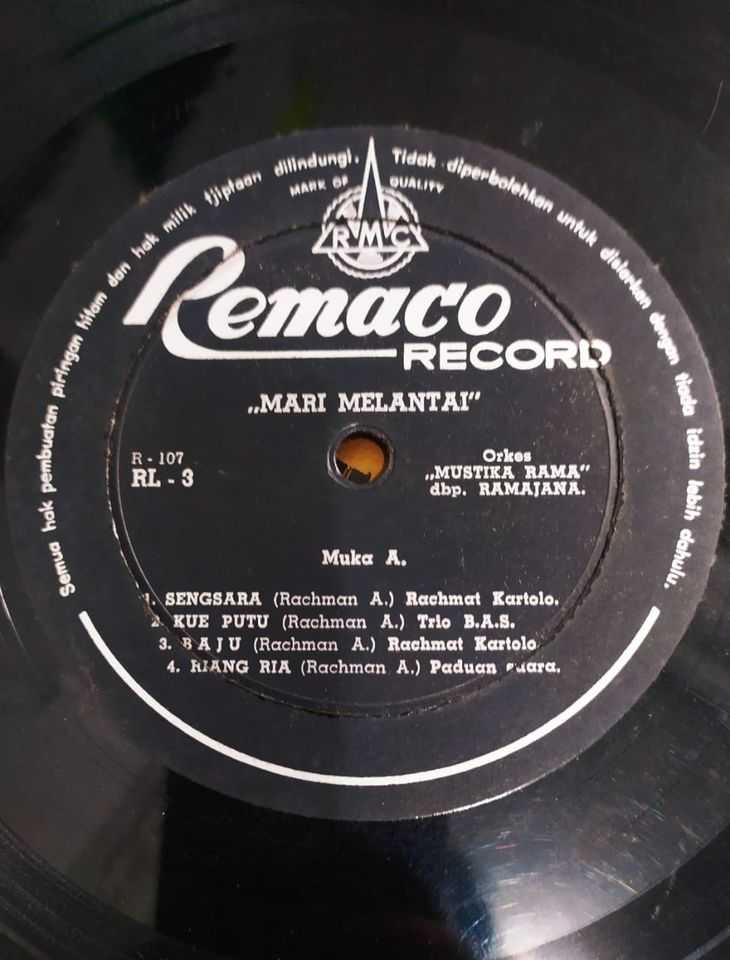 Semua hak pembuatan piringan hitam dan hak milik tjiptaan dilindungi. Tidak diperbolehkan untuk disiarkan dengan tiada idzin lebih dahulu.
MARK OF QUALITY
RMC
Remaco
RECORD
„MARI MELANTAI"
R - 107
RL - 3
Orkes
„MUSTIKA RAMA"
dbp. RAMAJANA.
Muka A.
1. SENGSARA (Rachman A.) Rachmat Kartolo.
2. KUE PUTU (Rachman A.) Trio B.A.S.
3. BAJU (Rachman A.) Rachmat Kartolo
4. RIANG RIA (Rachman A.) Paduan suara.